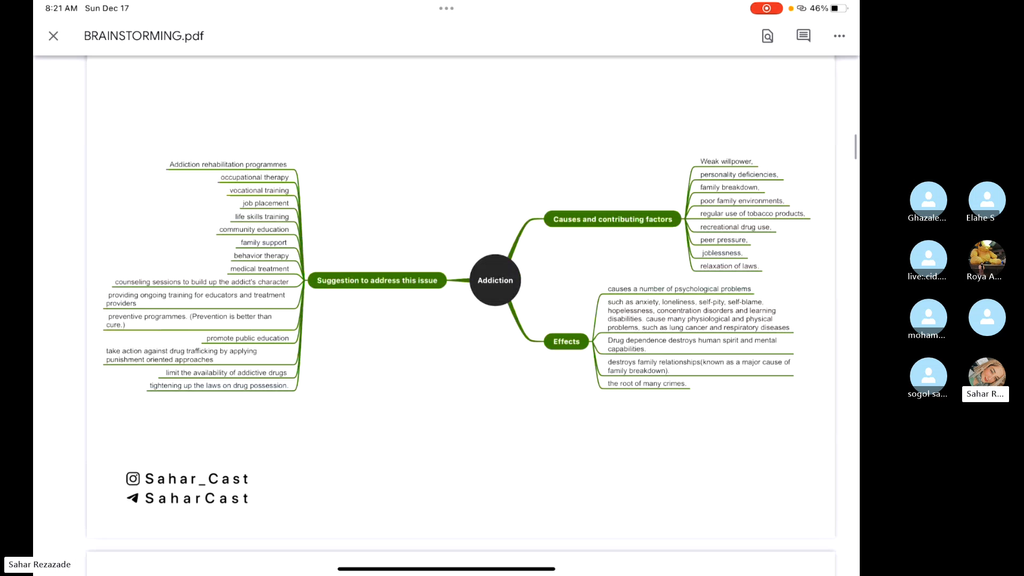 8:21 AM Sun Dec 17
46%
BRAINSTORMING.pdf
Addiction rehabilitation programmes
occupational therapy
vocational training
job placement
life skills training
community education
family support
behavior therapy
medical treatment
counseling sessions to build up the addict's character
providing ongoing training for educators and treatment
providers
preventive programmes. (Prevention is better than
cure.)
promote public education
take action against drug trafficking by applying
punishment oriented approaches
limit the availability of addictive drugs
tightening up the laws on drug possession.
Suggestion to address this issue
Addiction
Causes and contributing factors
Weak willpower,
personality deficiencies,
family breakdown,
poor family environments,
regular use of tobacco products,
recreational drug use,
peer pressure,
joblessness,
relaxation of laws
Effects
causes a number of psychological problems
such as anxiety, loneliness, self-pity, self-blame,
hopelessness, concentration disorders and learning
disabilities. cause many physiological and physical
problems, such as lung cancer and respiratory diseases
Drug dependence destroys human spirit and mental
capabilities.
destroys family relationships(known as a major cause of
family breakdown).
the root of many crimes.
Sahar_Cast
SaharCast
Ghazale...
Elahe S
live:.cid....
Roya A...
moham...
sogol sa...
Sahar R...
Sahar Rezazade